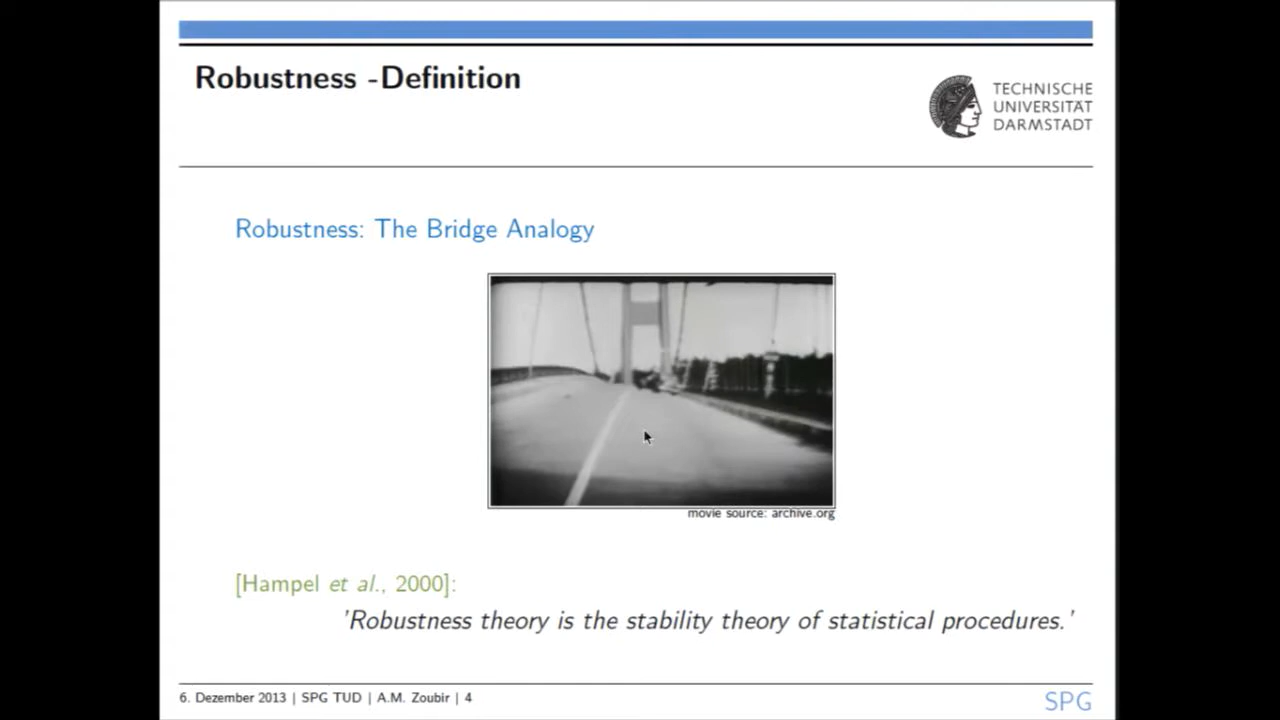 Robustness -Definition
TECHNISCHE
UNIVERSITÄT
DARMSTADT
Robustness: The Bridge Analogy
movie source: archive.org
[Hampel et al., 2000]:
'Robustness theory is the stability theory of statistical procedures.'
6. Dezember 2013 | SPG TUD | A.M. Zoubir | 4
SPG